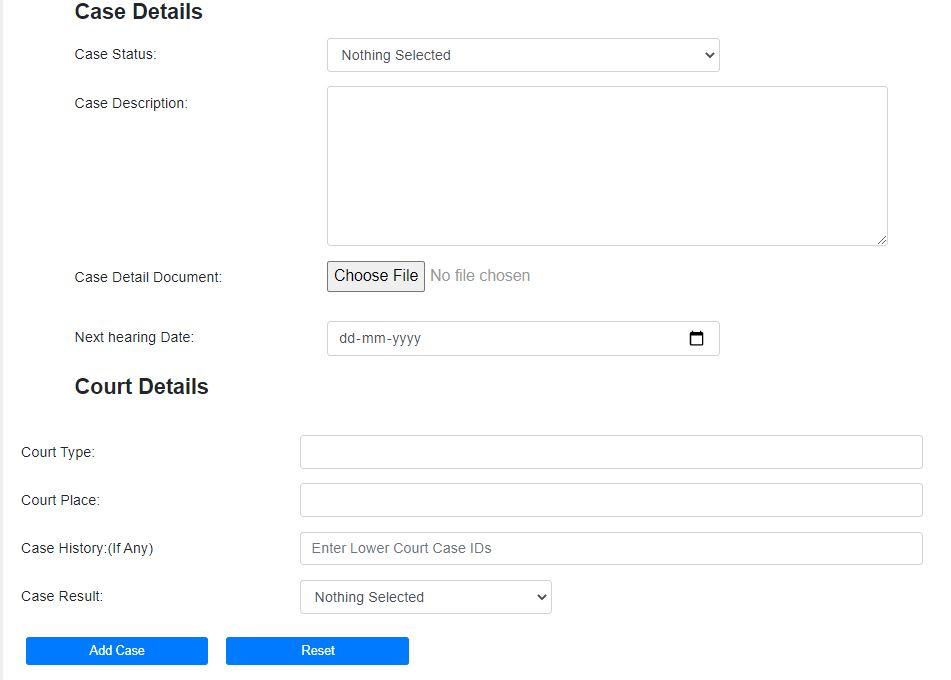 Case Details
Case Status: Nothing Selected
Case Description:
Case Detail Document: Choose File No file chosen
Next hearing Date: dd-mm-yyyy
Court Details
Court Type:
Court Place:
Case History:(If Any) Enter Lower Court Case IDs
Case Result: Nothing Selected
Add Case Reset